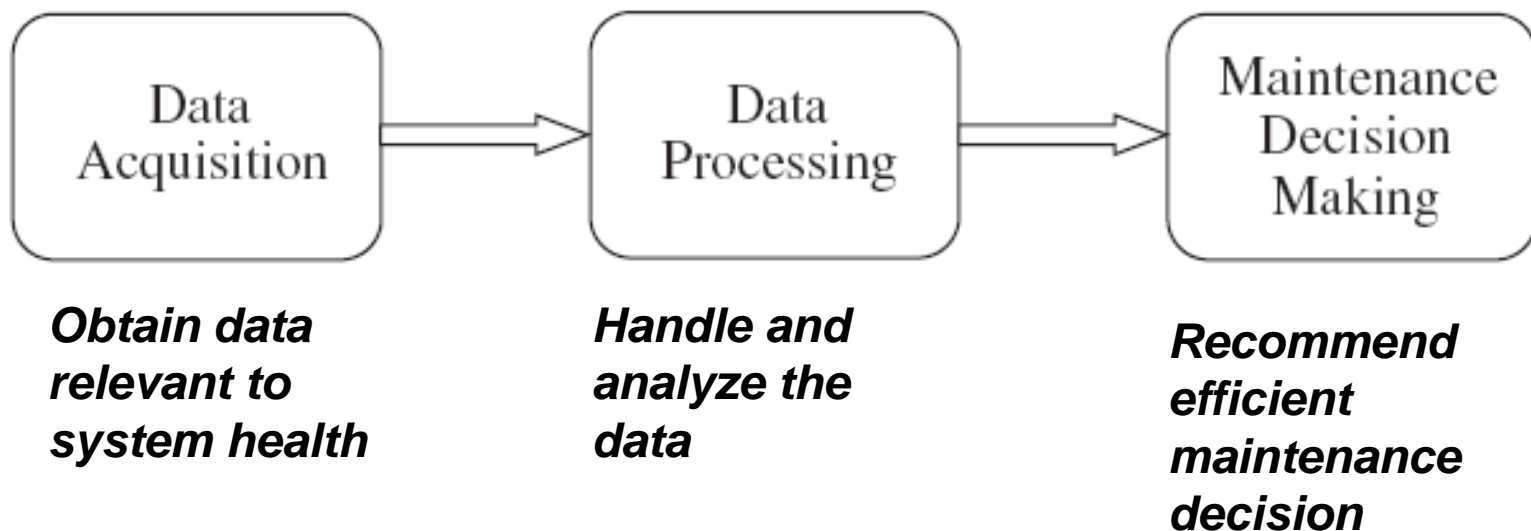 Data
Acquisition
Data
Processing
Maintenance
Decision
Making
Obtain data
relevant to
system health
Handle and
analyze the
data
Recommend
efficient
maintenance
decision